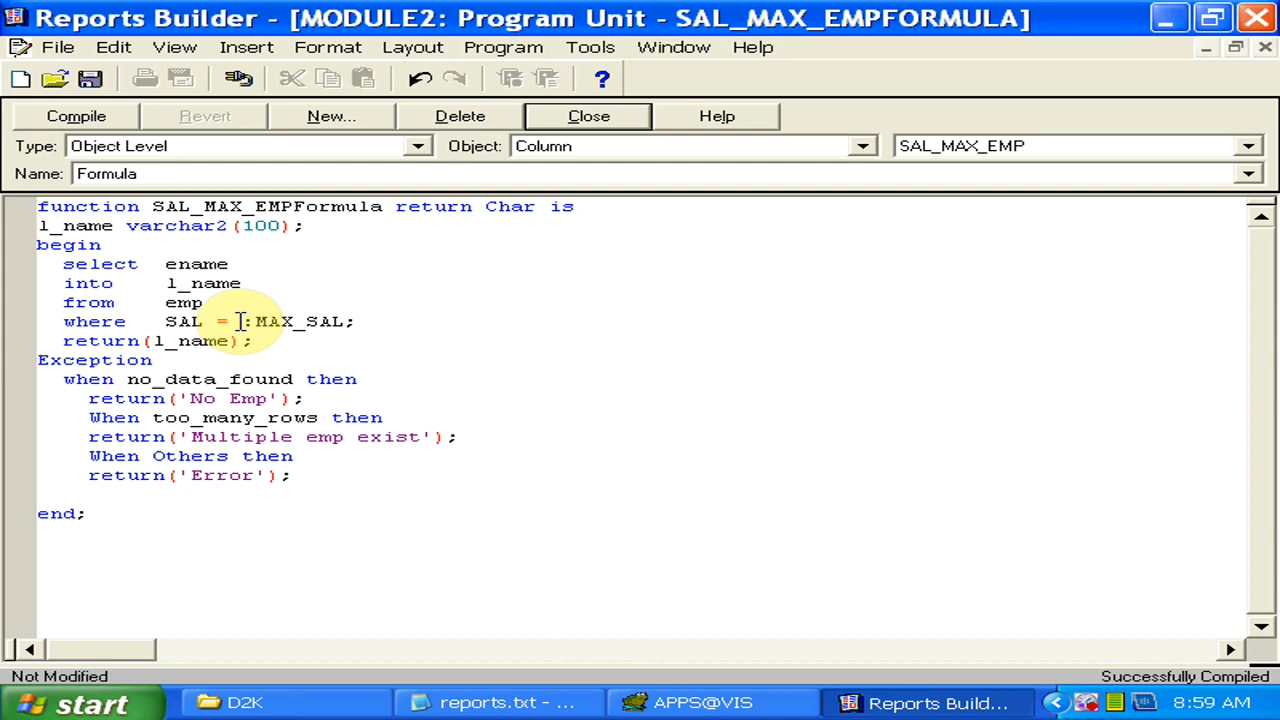 Reports Builder - [MODULE2: Program Unit - SAL_MAX_EMPFORMULA]
File Edit View Insert Format Layout Program Tools Window Help
Compile Revert New... Delete Close Help
Type: Object Level Object: Column SAL_MAX_EMP
Name: Formula
function SAL_MAX_EMPFormula return Char is
l_name varchar2(100);
begin
select ename
into l_name
from emp
where SAL = :MAX_SAL;
return(l_name);
Exception
when no_data_found then
return('No Emp');
When too_many_rows then
return('Multiple emp exist');
When Others then
return('Error');
end;
Not Modified Successfully Compiled
start D2K reports.txt - ... APPS@VIS Reports Build... 8:59 AM